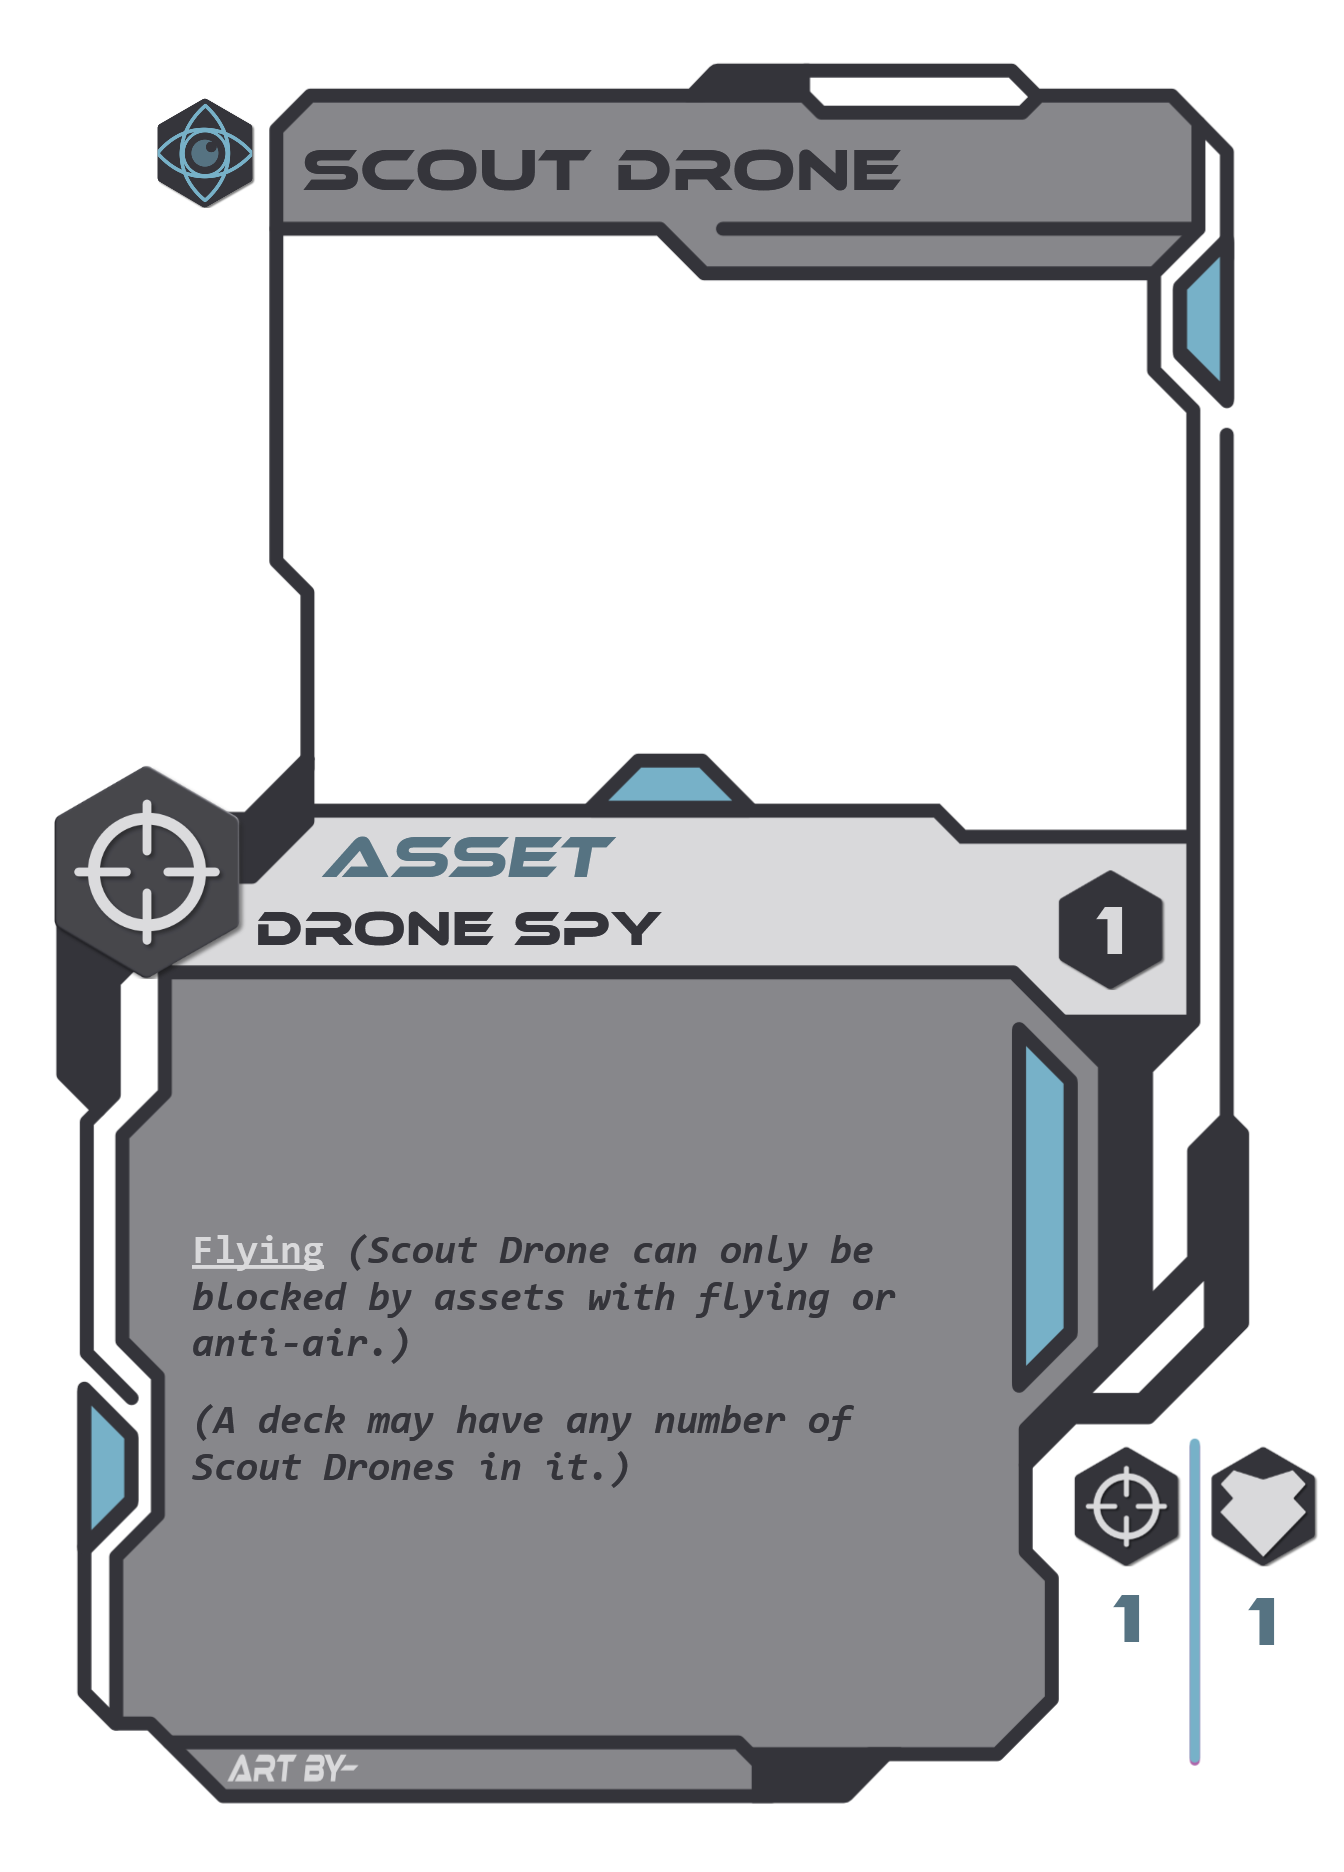 SCOUT DRONE
ASSET
DRONE SPY
1
Flying (Scout Drone can only be
blocked by assets with flying or
anti-air.)
(A deck may have any number of
Scout Drones in it.)
1
1
ART BY-